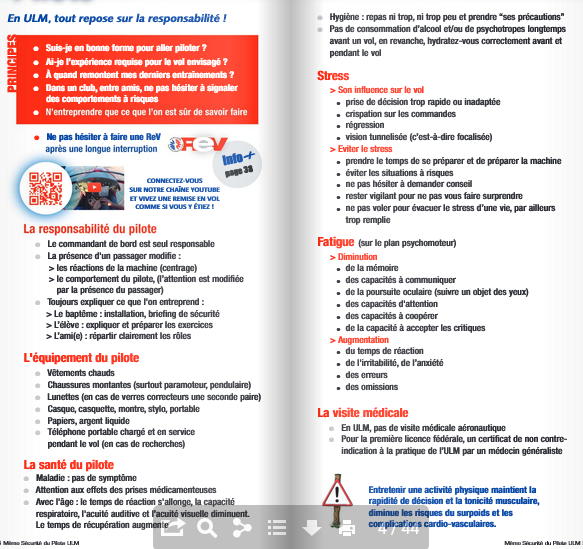 En ULM, tout repose sur la responsabilité !
PRINCIPES
Suis-je en bonne forme pour aller piloter ?
Ai-je l'expérience requise pour le vol envisagé ?
À quand remontent mes derniers entraînements ?
Dans un club, entre amis, ne pas hésiter à signaler
des comportements à risques
N'entreprendre que ce que l'on est sûr de savoir faire
Ne pas hésiter à faire une ReV
après une longue interruption
Info+
page 38
CONNECTEZ-VOUS
SUR NOTRE CHAÎNE YOUTUBE
ET VIVEZ UNE REMISE EN VOL
COMME SI VOUS Y ÉTIEZ !
La responsabilité du pilote
Le commandant de bord est seul responsable
La présence d'un passager modifie :
> les réactions de la machine (centrage)
> le comportement du pilote, (l'attention est modifiée
par la présence du passager)
Toujours expliquer ce que l'on entreprend :
> Le baptême : installation, briefing de sécurité
> L'élève : expliquer et préparer les exercices
> L'ami(e) : répartir clairement les rôles
L'équipement du pilote
Vêtements chauds
Chaussures montantes (surtout paramoteur, pendulaire)
Lunettes (en cas de verres correcteurs une seconde paire)
Casque, casquette, montre, stylo, portable
Papiers, argent liquide
Téléphone portable chargé et en service
pendant le vol (en cas de recherches)
La santé du pilote
Maladie : pas de symptôme
Attention aux effets des prises médicamenteuses
Avec l'âge : le temps de réaction s'allonge, la capacité
respiratoire, l'acuité auditive et l'acuité visuelle diminuent.
Le temps de récupération augmente
Mémo Sécurité du Pilote ULM
Hygiène : repas ni trop, ni trop peu et prendre “ses précautions”
Pas de consommation d'alcool et/ou de psychotropes longtemps
avant un vol, en revanche, hydratez-vous correctement avant et
pendant le vol
Stress
> Son influence sur le vol
prise de décision trop rapide ou inadaptée
crispation sur les commandes
régression
vision tunnelisée (c'est-à-dire focalisée)
> Eviter le stress
prendre le temps de se préparer et de préparer la machine
éviter les situations à risques
ne pas hésiter à demander conseil
rester vigilant pour ne pas vous faire surprendre
ne pas voler pour évacuer le stress d'une vie, par ailleurs
trop remplie
Fatigue (sur le plan psychomoteur)
> Diminution
de la mémoire
des capacités à communiquer
de la poursuite oculaire (suivre un objet des yeux)
des capacités d'attention
des capacités à coopérer
de la capacité à accepter les critiques
> Augmentation
du temps de réaction
de l'irritabilité, de l'anxiété
des erreurs
des omissions
La visite médicale
En ULM, pas de visite médicale aéronautique
Pour la première licence fédérale, un certificat de non contre-
indication à la pratique de l'ULM par un médecin généraliste
Entretenir une activité physique maintient la
rapidité de décision et la tonicité musculaire,
diminue les risques du surpoids et les
complications cardio-vasculaires.
4 / 44
Mémo Sécurité du Pilote ULM